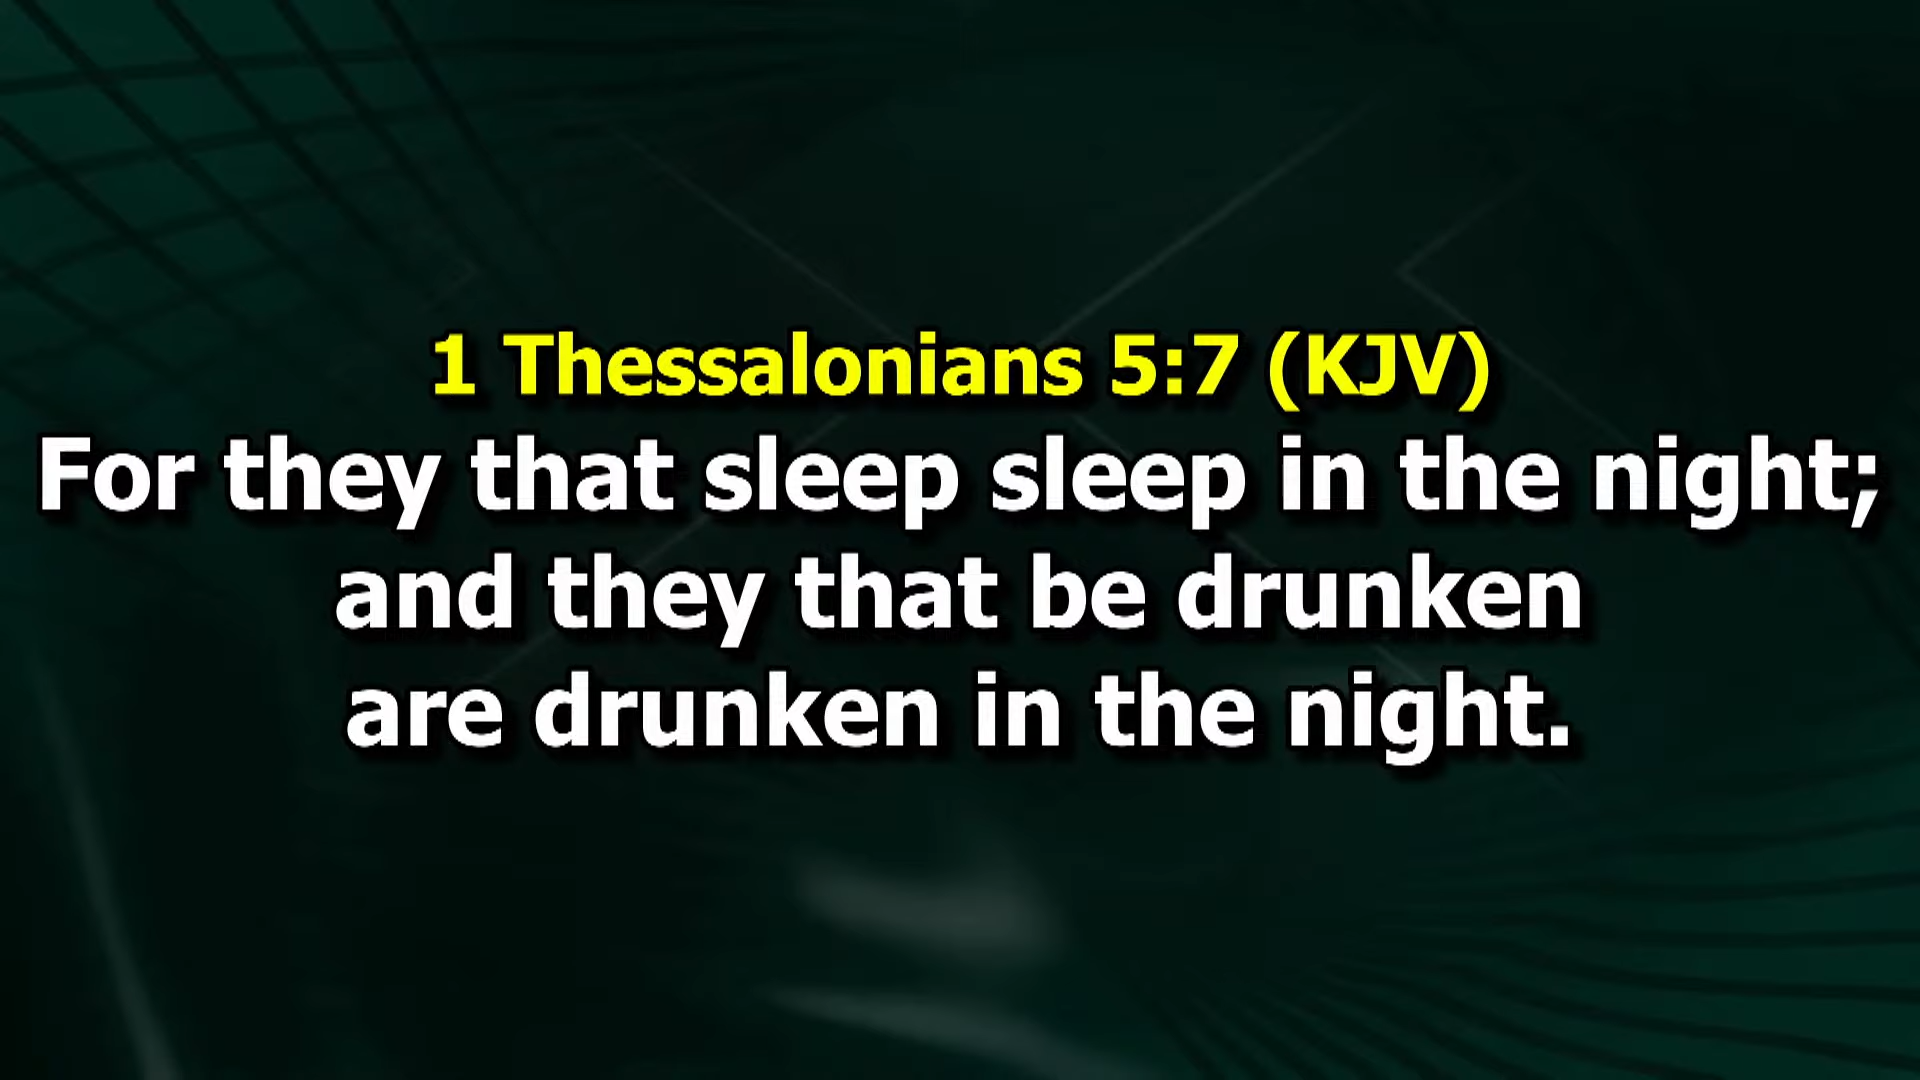 1 Thessalonians 5:7 (KJV)
For they that sleep sleep in the night;
and they that be drunken
are drunken in the night.